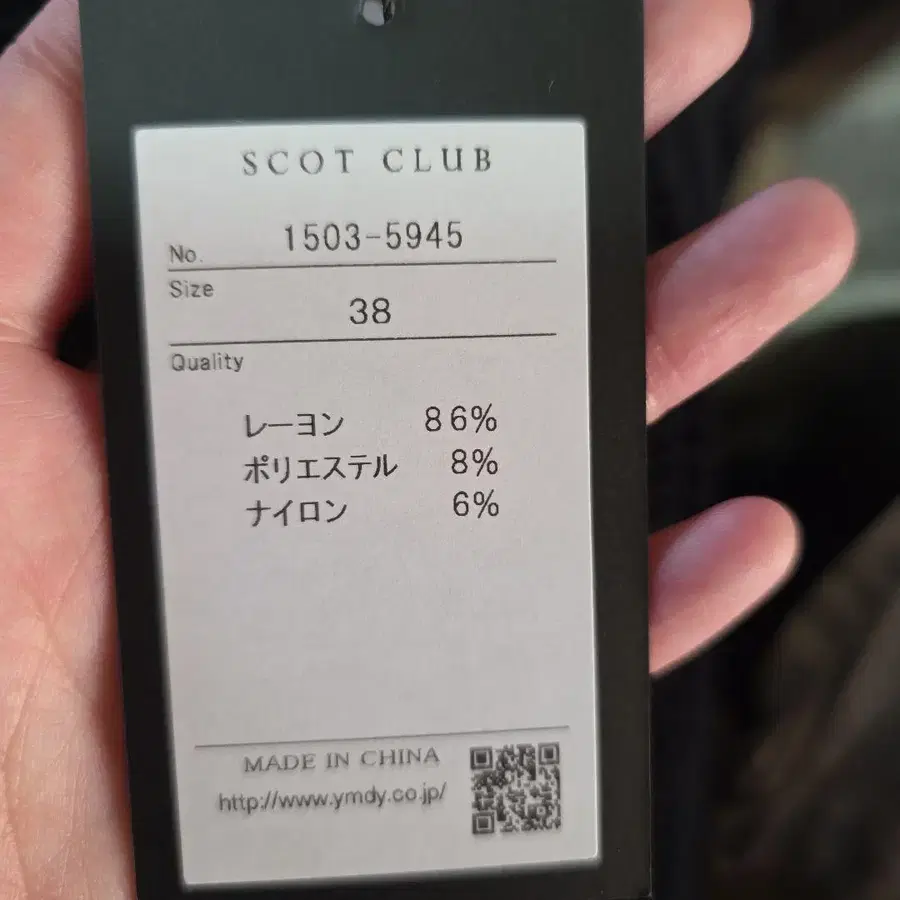 SCOT CLUB
No. 1503-5945
Size
38
Quality
レーヨン 86%
ポリエステル 8%
ナイロン 6%
MADE IN CHINA
http://www.ymdy.co.jp/